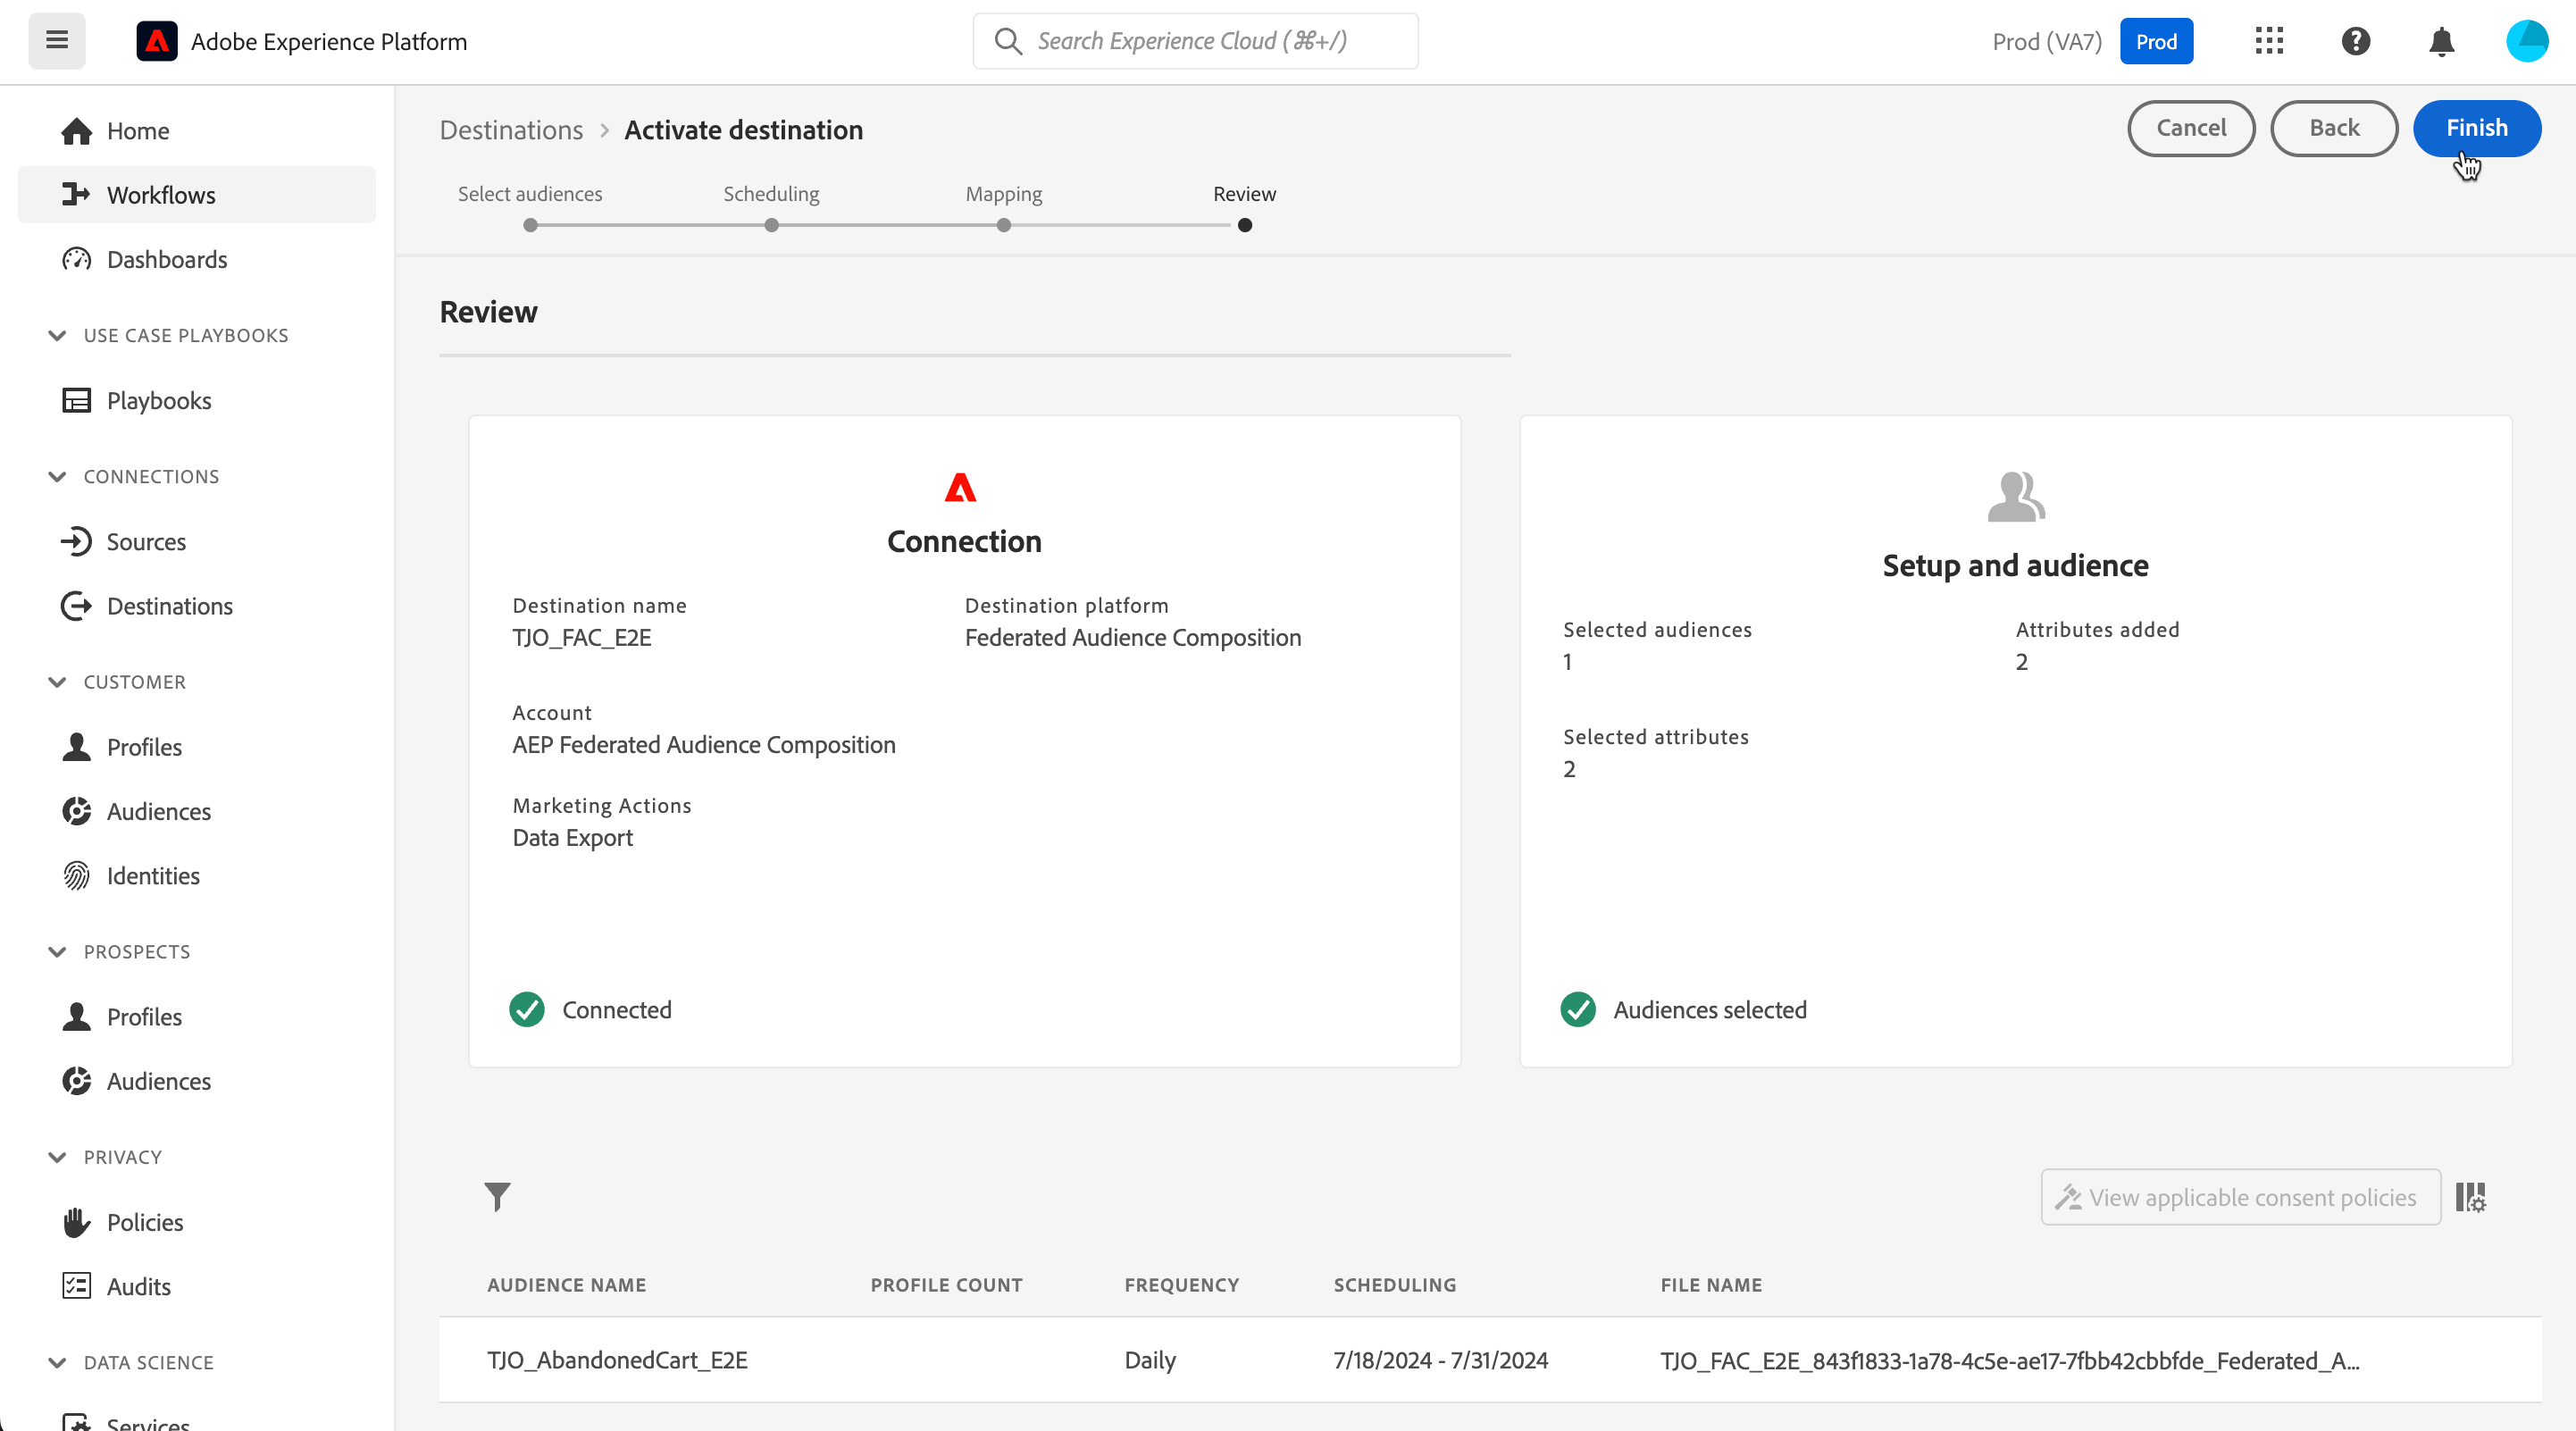 Adobe Experience Platform
Search Experience Cloud (⌘+/)
Prod (VA7)
Prod
Home
Workflows
Dashboards
USE CASE PLAYBOOKS
Playbooks
CONNECTIONS
Sources
Destinations
CUSTOMER
Profiles
Audiences
Identities
PROSPECTS
Profiles
Audiences
PRIVACY
Policies
Audits
DATA SCIENCE
Services
Destinations > Activate destination
Cancel
Back
Finish
Select audiences
Scheduling
Mapping
Review
Review
Connection
Destination name
TJO_FAC_E2E
Destination platform
Federated Audience Composition
Account
AEP Federated Audience Composition
Marketing Actions
Data Export
Connected
Setup and audience
Selected audiences
1
Attributes added
2
Selected attributes
2
Audiences selected
View applicable consent policies
AUDIENCE NAME PROFILE COUNT FREQUENCY SCHEDULING FILE NAME
TJO_AbandonedCart_E2E Daily 7/18/2024 - 7/31/2024 TJO_FAC_E2E_843f1833-1a78-4c5e-ae17-7fbb42cbbfde_Federated_A...